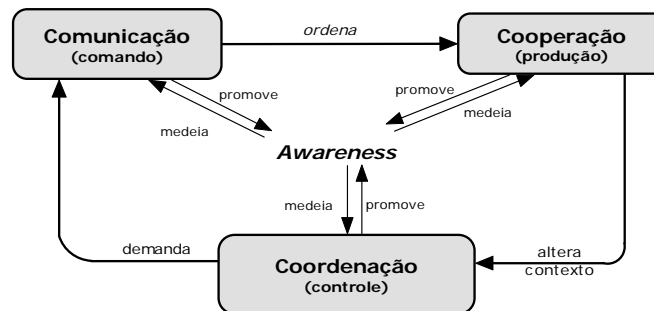 Comunicação
(comando)
ordena
Cooperação
(produção)
promove
medeia
promove
medeia
Awareness
medeia
promove
demanda
Coordenação
(controle)
altera
contexto